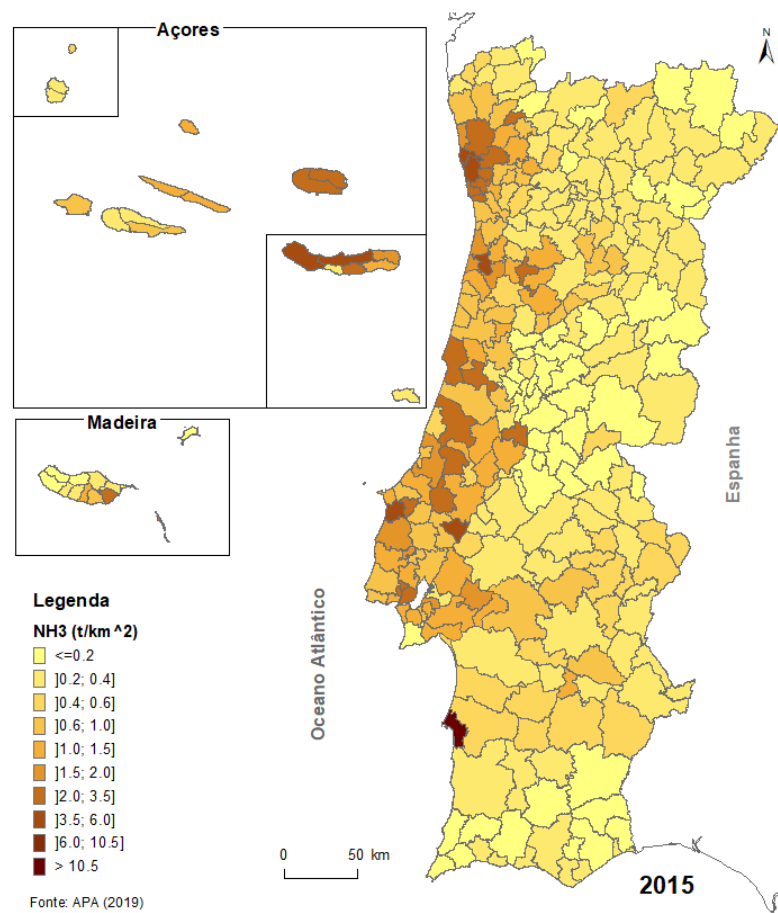 Açores
N
Madeira
Espanha
Oceano Atlântico
Legenda
NH3 (t/km^2)
<=0.2
]0.2; 0.4]
]0.4; 0.6]
]0.6; 1.0]
]1.0; 1.5]
]1.5; 2.0]
]2.0; 3.5]
]3.5; 6.0]
]6.0; 10.5]
> 10.5
0 50 km
2015
Fonte: APA (2019)